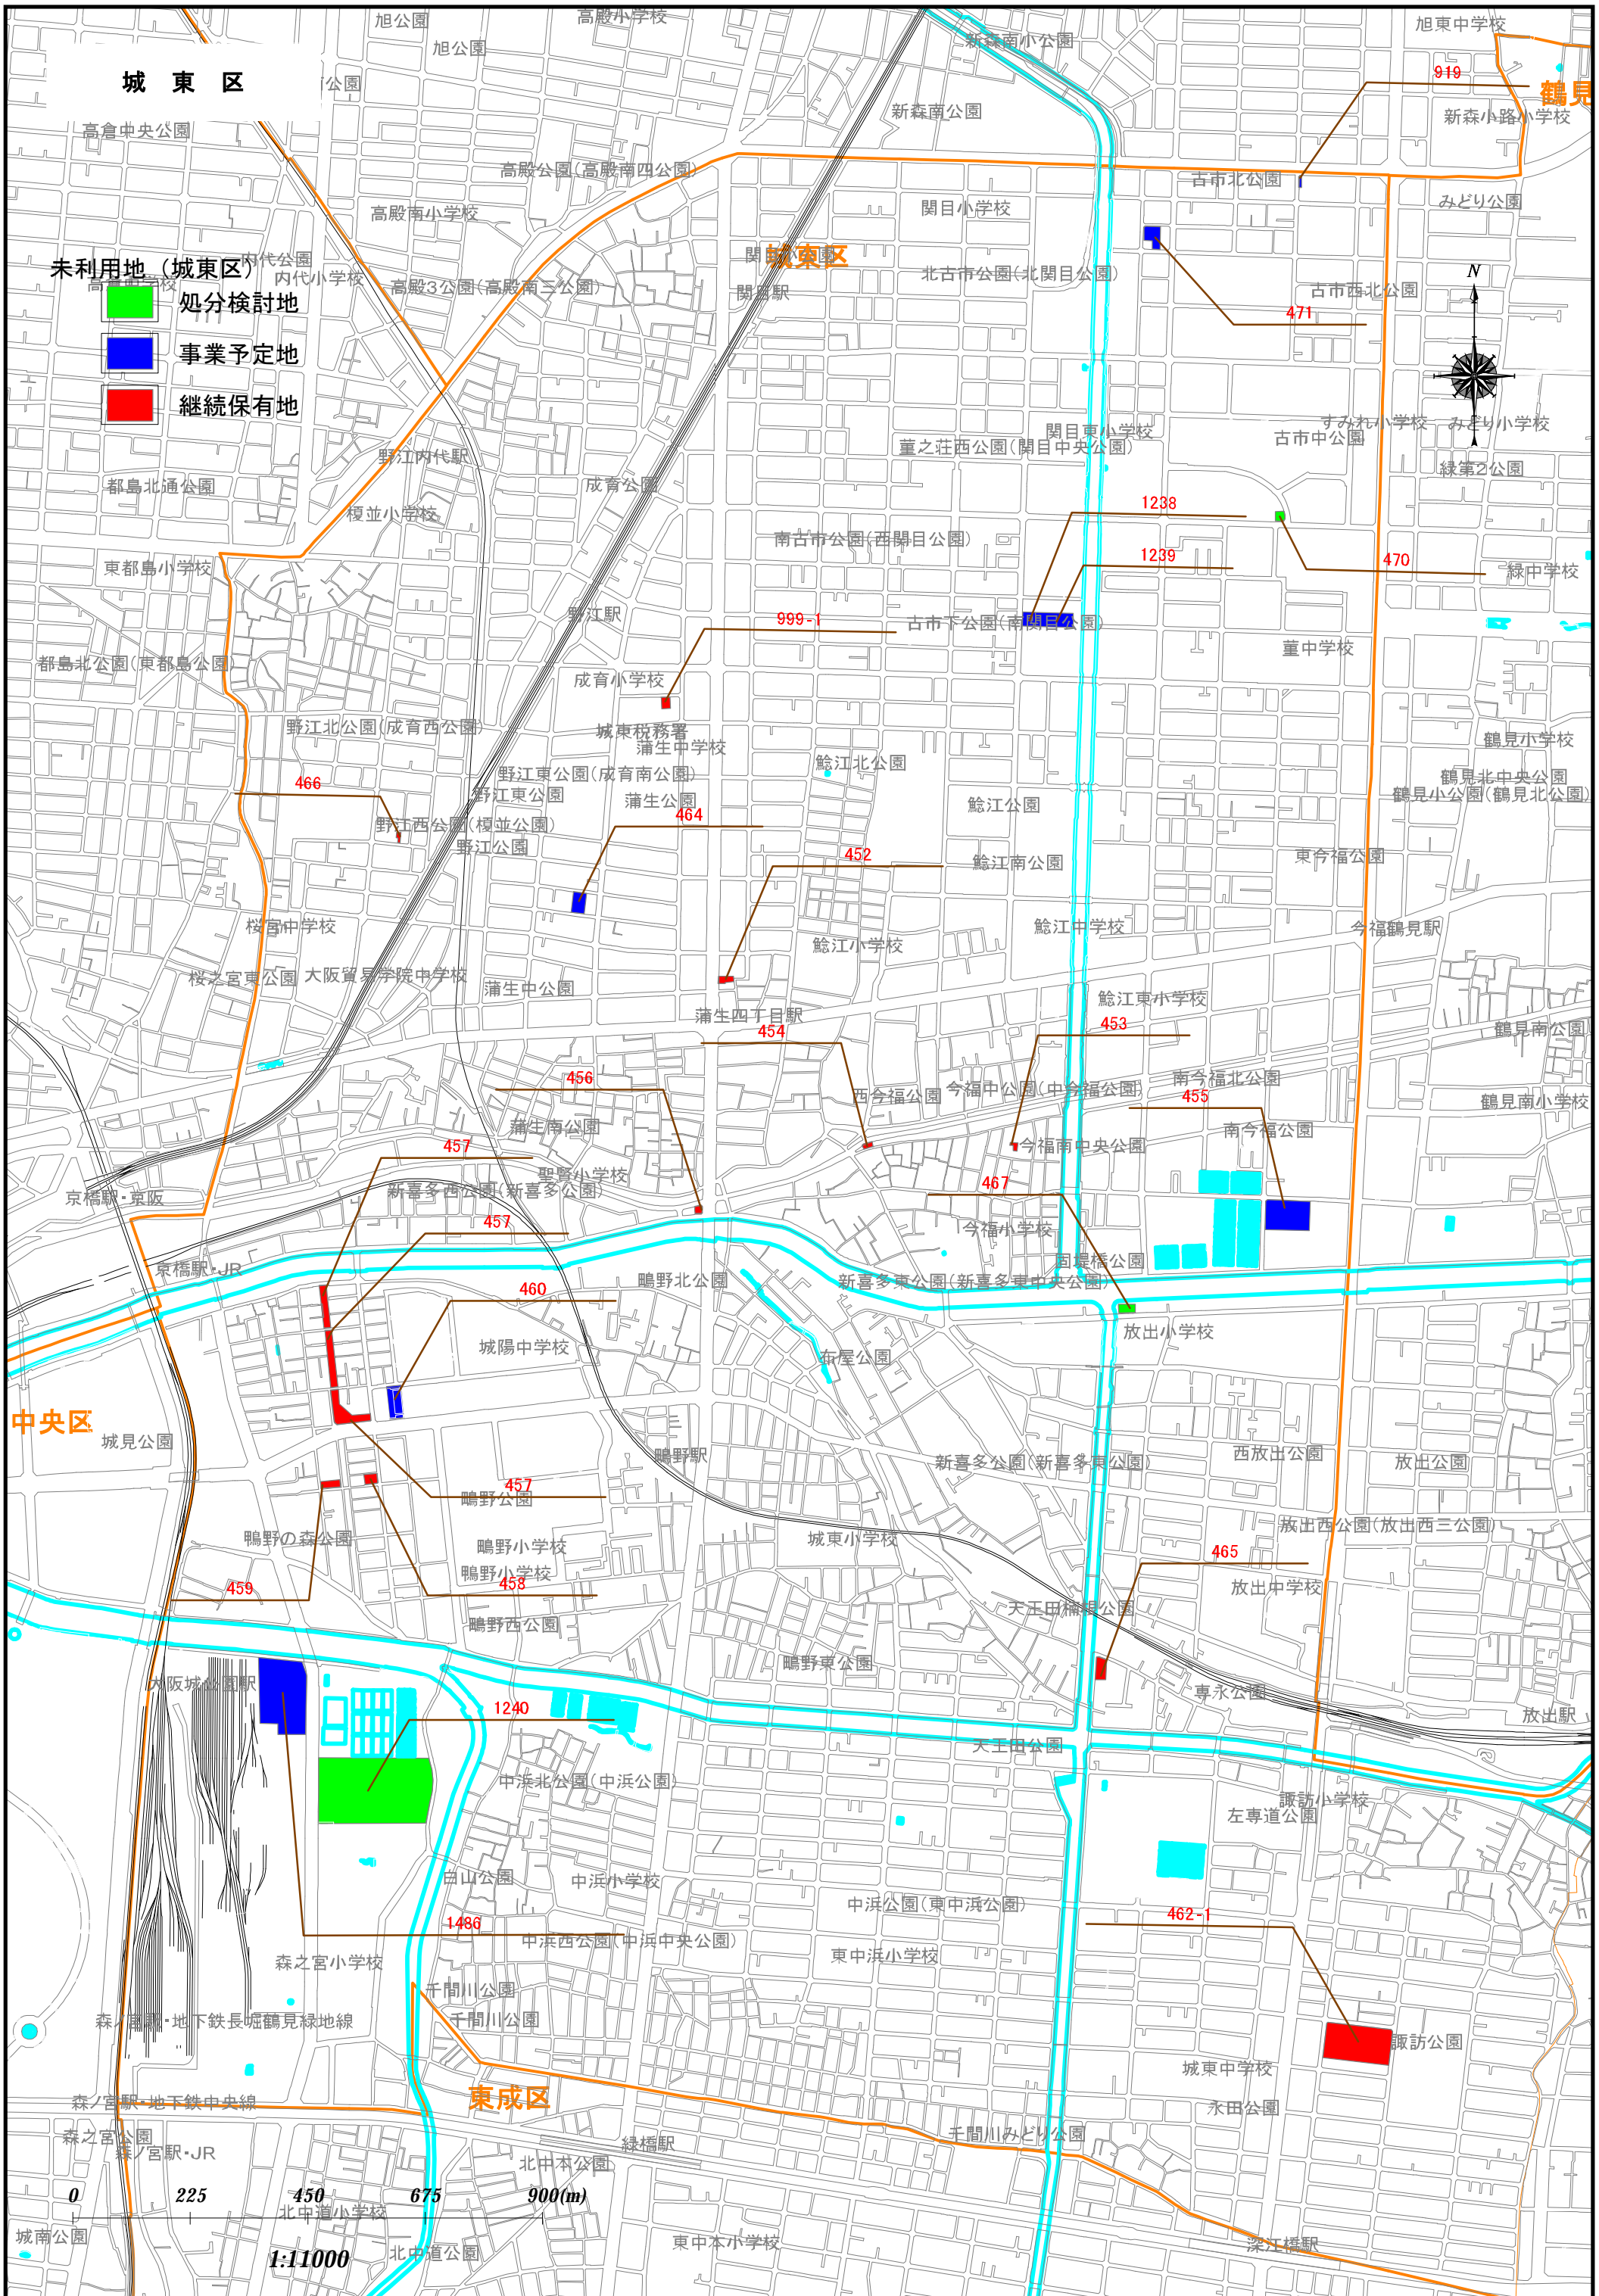 城東区
旭公園
旭公園
高殿小学校
新森南小公園
旭東中学校
919
鶴見
新森小路小学校
公園
高倉中央公園
新森南公園
高殿公園(高殿南四公園)
古市北公園
みどり公園
高殿南小学校
関目小学校
城東区
関目駅
未利用地（城東区）
内代公園
内代小学校
高殿3公園(高殿南三公園)
北古市公園(北関目公園)
古市西北公園
471
N
処分検討地
事業予定地
継続保有地
関目東小学校
菫之荘西公園(関目中央公園)
すみれ小学校
みどり小学校
古市中公園
緑第2公園
野江内代駅
成育公園
都島北通公園
榎並小学校
1238
南古市公園(西関目公園)
1239
470
緑中学校
東都島小学校
野江駅
999-1
古市下公園(南関目公園)
菫中学校
都島北公園(東都島公園)
成育小学校
野江北公園(成育西公園)
城東税務署
蒲生中学校
鶴見小学校
鯰江北公園
野江東公園(成育南公園)
鶴見北中央公園
466
野江東公園
蒲生公園
鯰江公園
鶴見小公園(鶴見北公園)
464
野江西公園(榎並公園)
野江公園
452
鯰江南公園
東今福公園
桜宮中学校
鯰江中学校
今福鶴見駅
鯰江小学校
桜之宮東公園
大阪貿易学院中学校
蒲生中公園
鯰江東小学校
蒲生四丁目駅
454
453
鶴見南公園
456
西今福公園
今福中公園(中今福公園)
南今福北公園
455
鶴見南小学校
蒲生南公園
南今福公園
457
今福南中央公園
聖賢小学校
467
新喜多西公園(新喜多公園)
京橋駅・京阪
457
今福小学校
固堤橋公園
京橋駅・JR
鴫野北公園
新喜多東公園(新喜多東中央公園)
460
放出小学校
城陽中学校
布屋公園
中央区
城見公園
鴫野駅
新喜多公園(新喜多東公園)
西放出公園
放出公園
457
鴫野公園
鴨野の森公園
鴫野小学校
城東小学校
放出西公園(放出西三公園)
465
鴨野小学校
458
459
放出中学校
天王田楠根公園
鴫野西公園
鴫野東公園
大阪城公園駅
専永公園
1240
放出駅
天王田公園
中浜北公園(中浜公園)
諏訪小学校
左専道公園
白山公園
中浜小学校
中浜公園(東中浜公園)
462-1
1486
中浜西公園(中浜中央公園)
東中浜小学校
森之宮小学校
千間川公園
千間川公園
森ノ宮駅・地下鉄長堀鶴見緑地線
諏訪公園
城東中学校
東成区
森ノ宮駅・地下鉄中央線
永田公園
森之宮公園
森ノ宮駅・JR
緑橋駅
千間川みどり公園
北中本公園
0 225 450 675 900(m)
北中道小学校
城南公園
北中道公園
東中本小学校
深江橋駅
1:11000